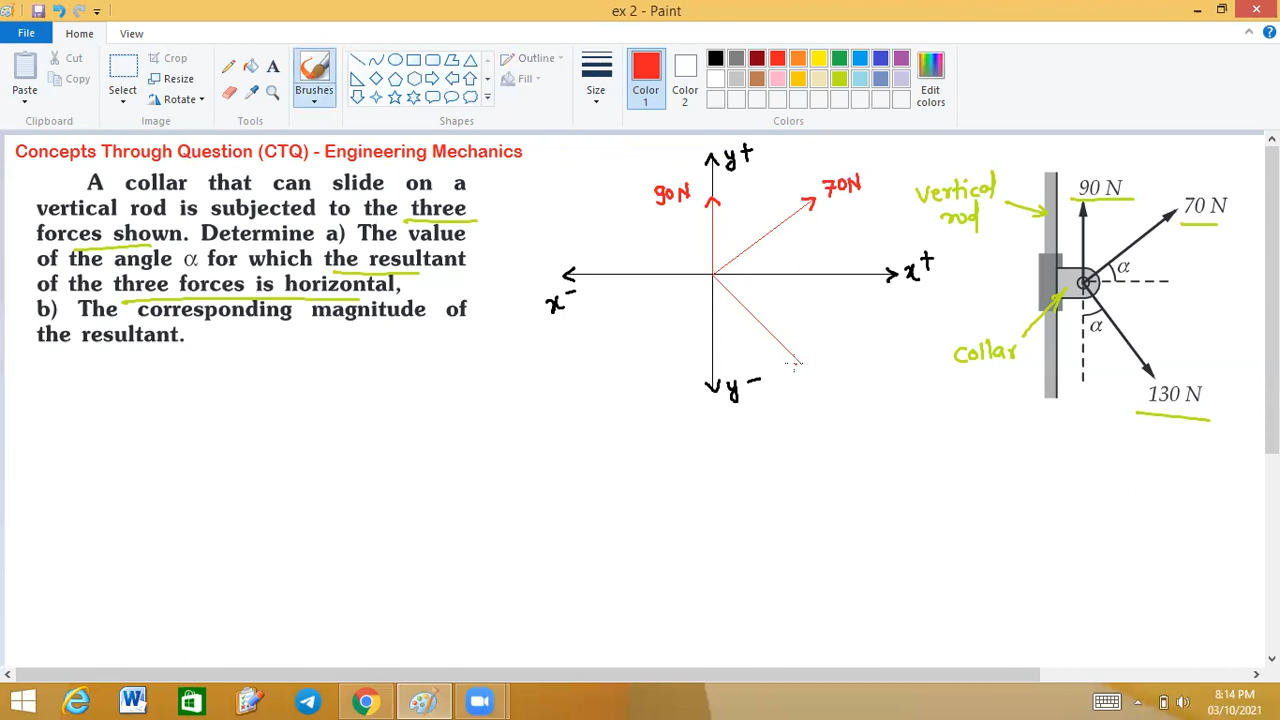 ex 2 - Paint
File Home View
Cut
Copy
Paste
Clipboard
Crop
Resize
Rotate
Select
Image
A
Tools
Brushes
Outline
Fill
Shapes
Size
Color 1
Color 2
Edit colors
Colors
Concepts Through Question (CTQ) - Engineering Mechanics
A collar that can slide on a
vertical rod is subjected to the three
forces shown. Determine a) The value
of the angle α for which the resultant
of the three forces is horizontal,
b) The corresponding magnitude of
the resultant.
y+
90N
70N
x+
x-
y-
vertical
rod
collar
90 N
70 N
α
α
130 N
8:14 PM
03/10/2021